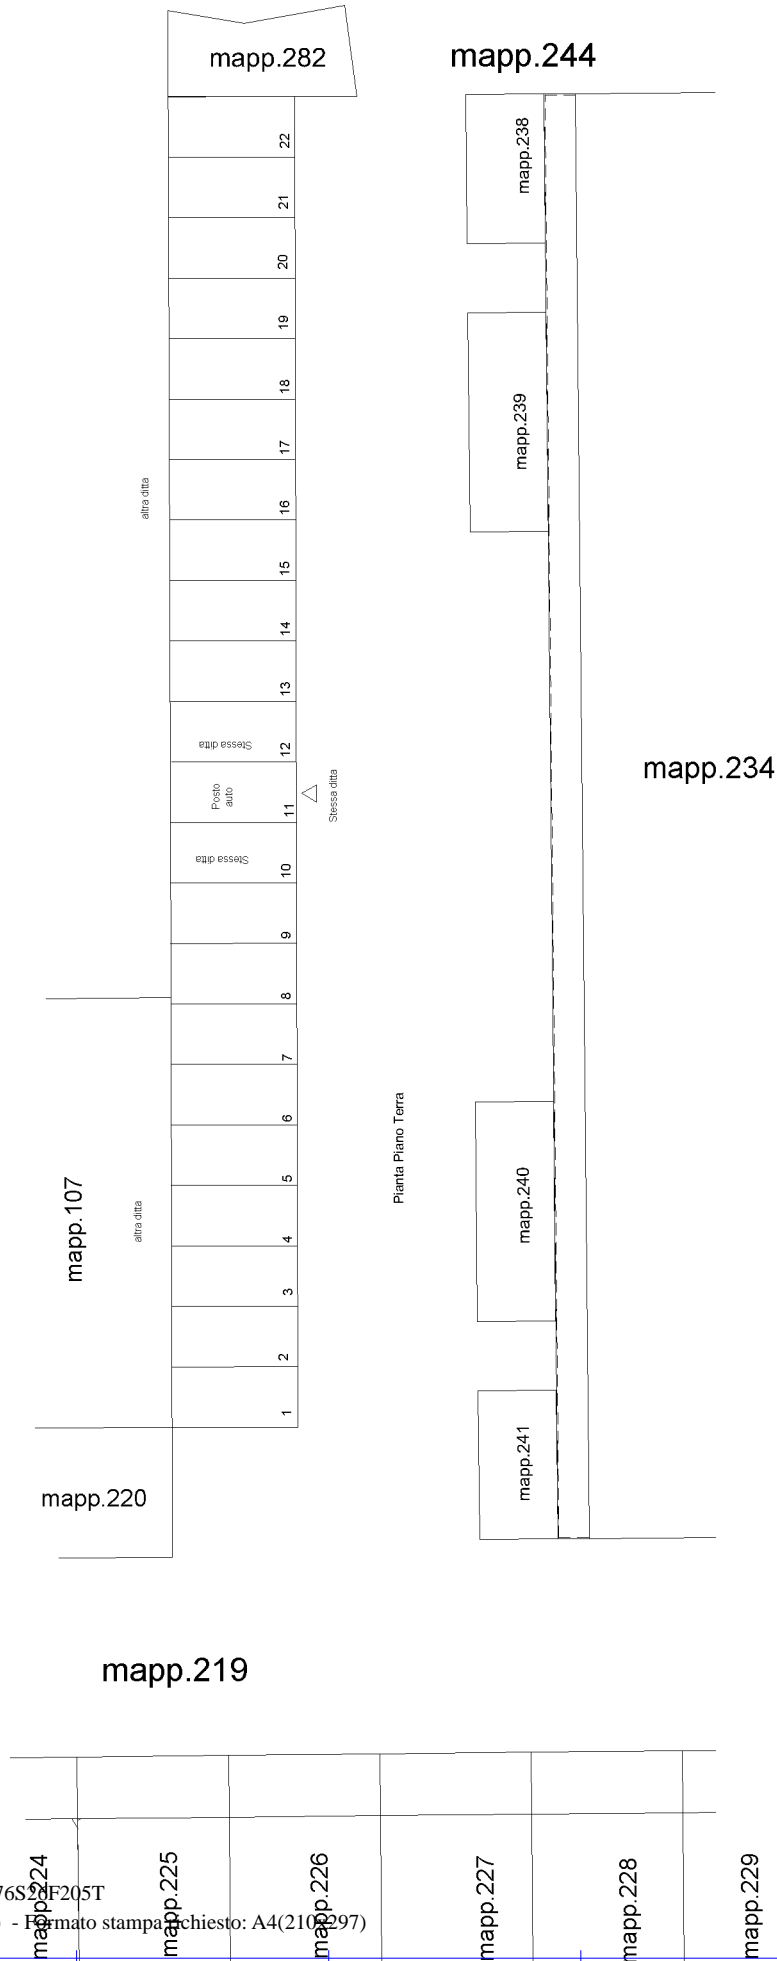 mapp.282
mapp.244
mapp.238
22
21
20
19
mapp.239
18
17
altra ditta
16
15
14
13
Stessa ditta
12
mapp.234
Posto
auto
11
Stessa ditta
Stessa ditta
10
9
8
7
Pianta Piano Terra
6
mapp.107
altra ditta
5
mapp.240
4
3
2
1
mapp.241
mapp.220
mapp.219
mapp.224
mapp.225
mapp.226
mapp.227
mapp.228
mapp.229
76S26F205T
- Formato stampa richiesto: A4(210x297)